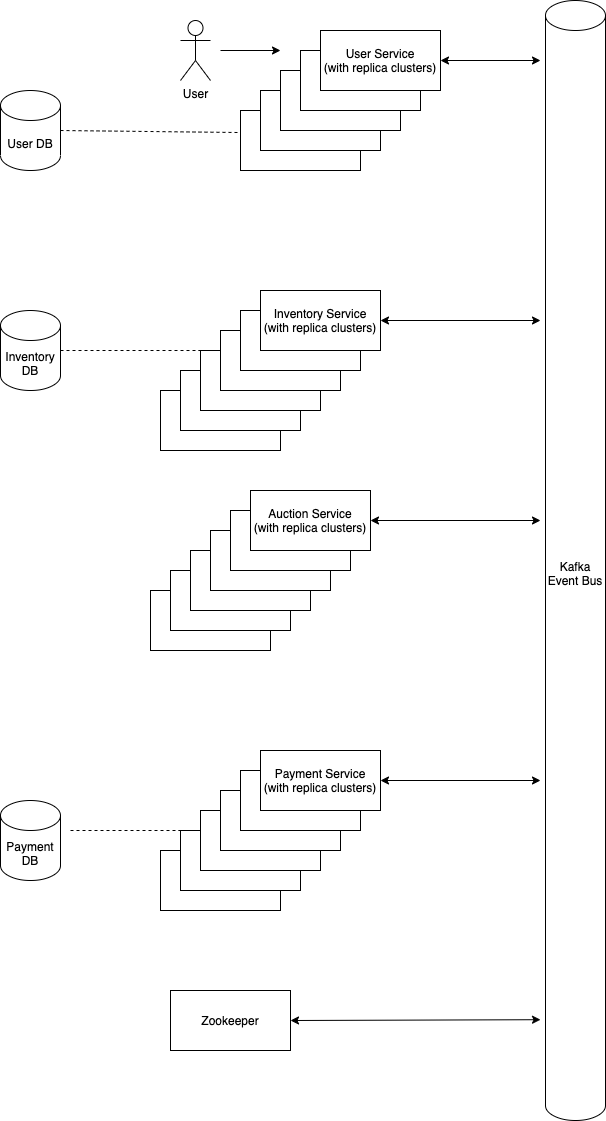 User Service
(with replica clusters)
User
User DB
Inventory Service
(with replica clusters)
Inventory
DB
Auction Service
(with replica clusters)
Kafka
Event Bus
Payment Service
(with replica clusters)
Payment
DB
Zookeeper